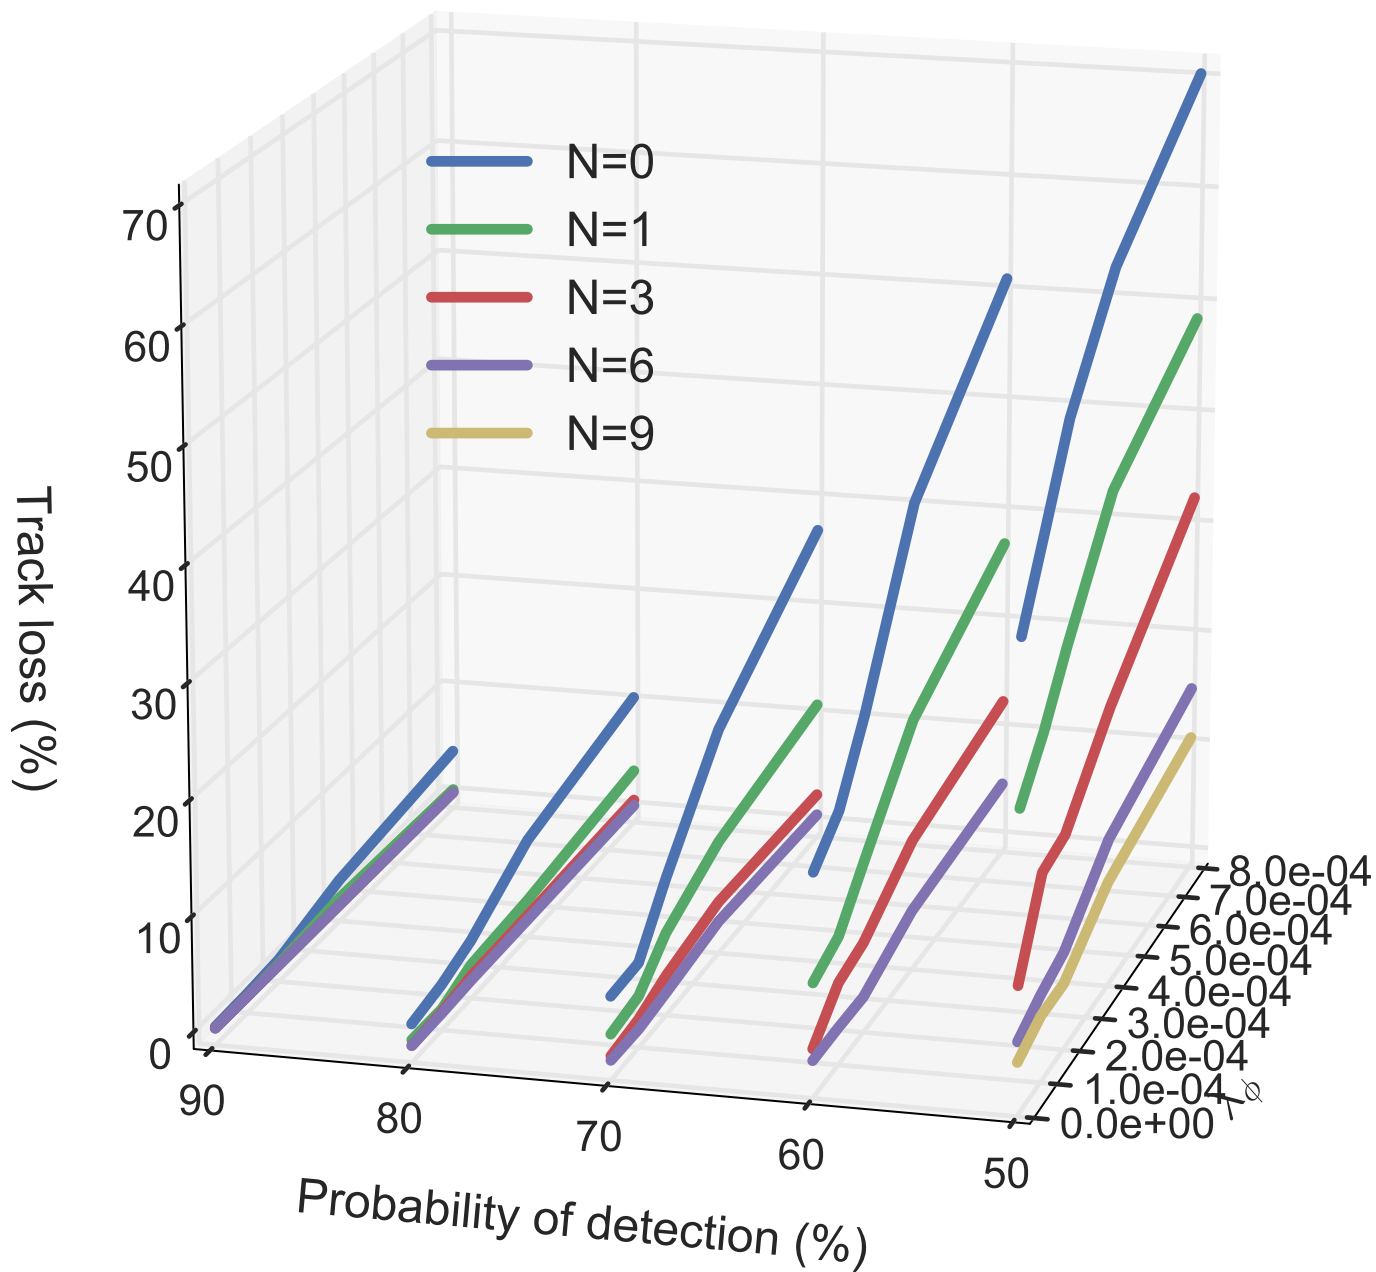 N=0
N=1
N=3
N=6
N=9
Track loss (%)
70
60
50
40
30
20
10
0
90
80
70
60
50
Probability of detection (%)
8.0e-04
7.0e-04
6.0e-04
5.0e-04
4.0e-04
3.0e-04
2.0e-04
1.0e-04
0.0e+00
λϕ